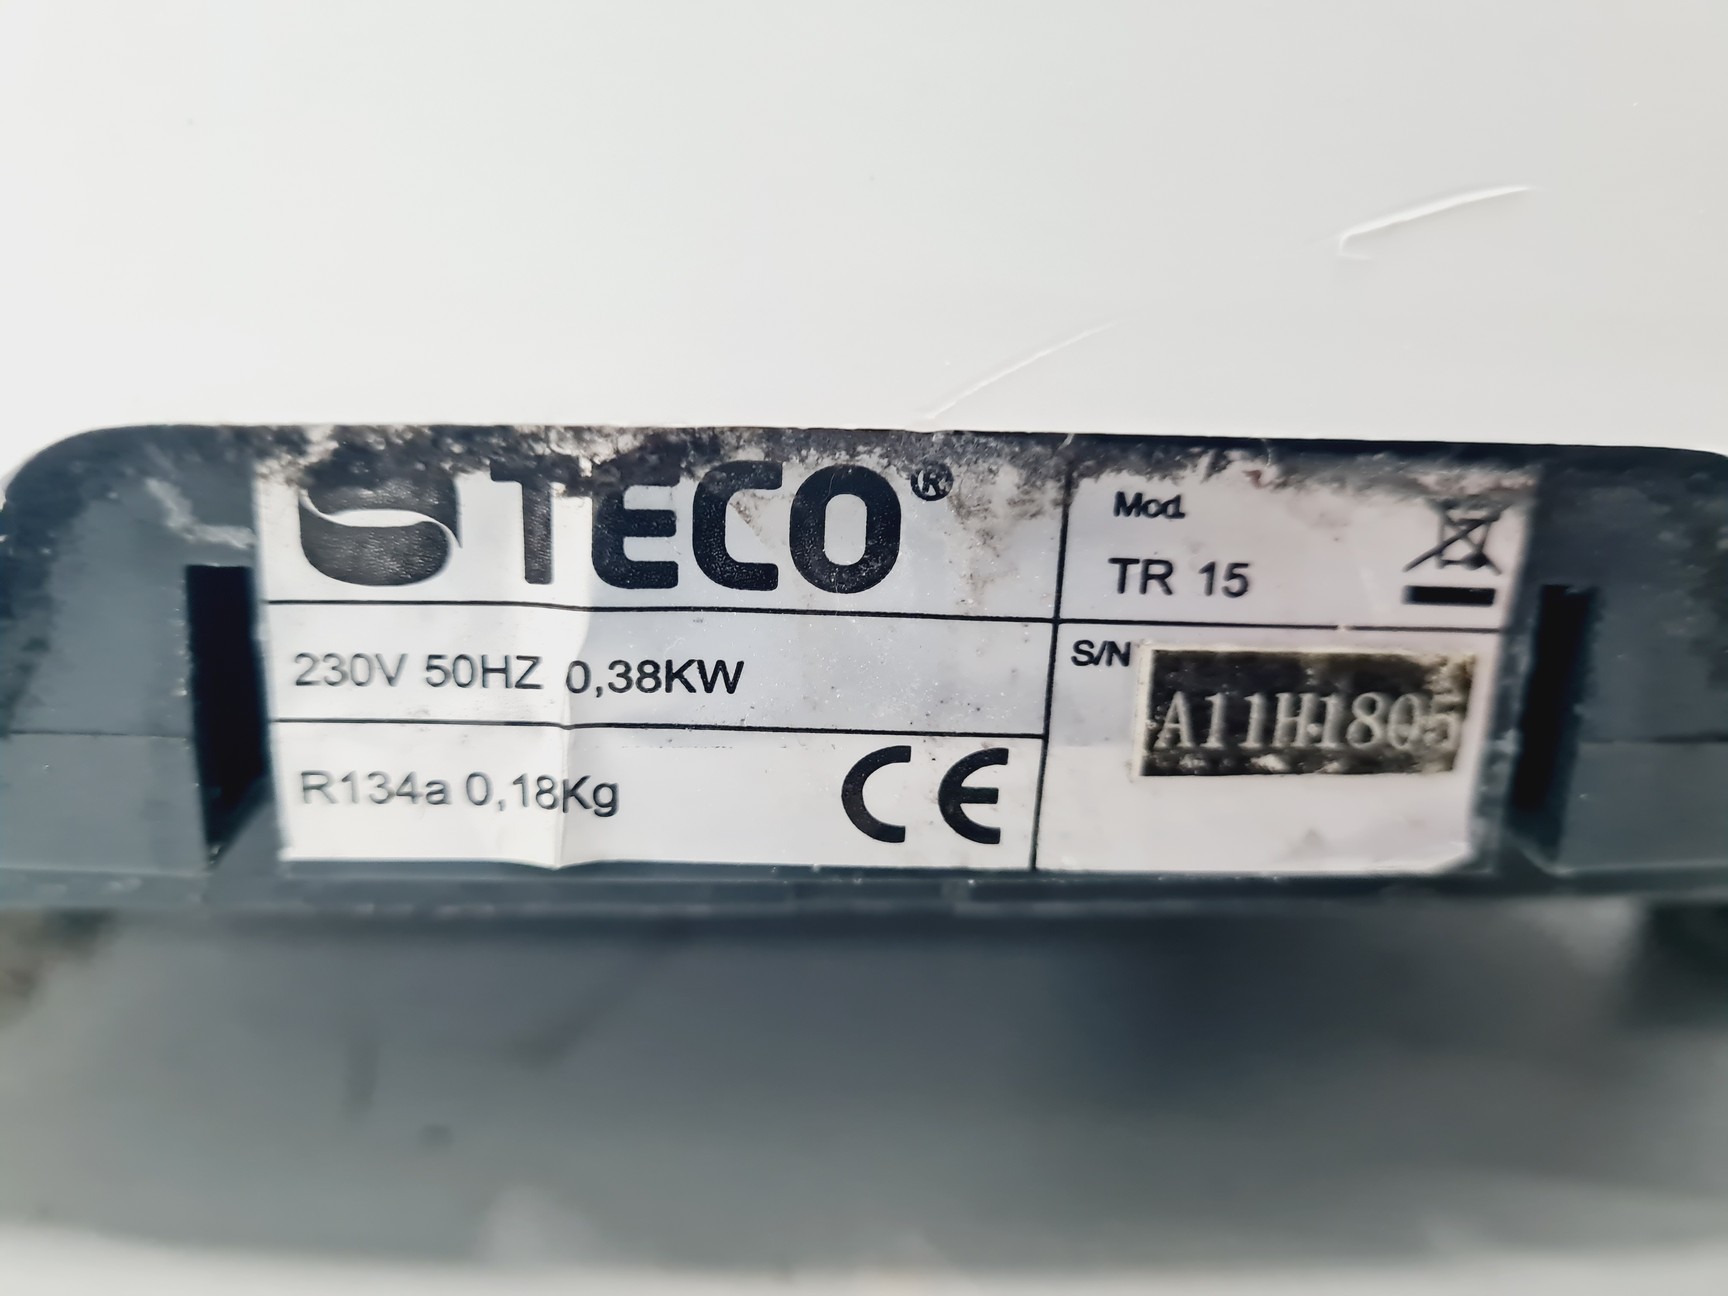 TECO®
Mod.
TR 15
230V 50HZ 0,38KW
S/N
A11H1805
R134a 0,18Kg
CE